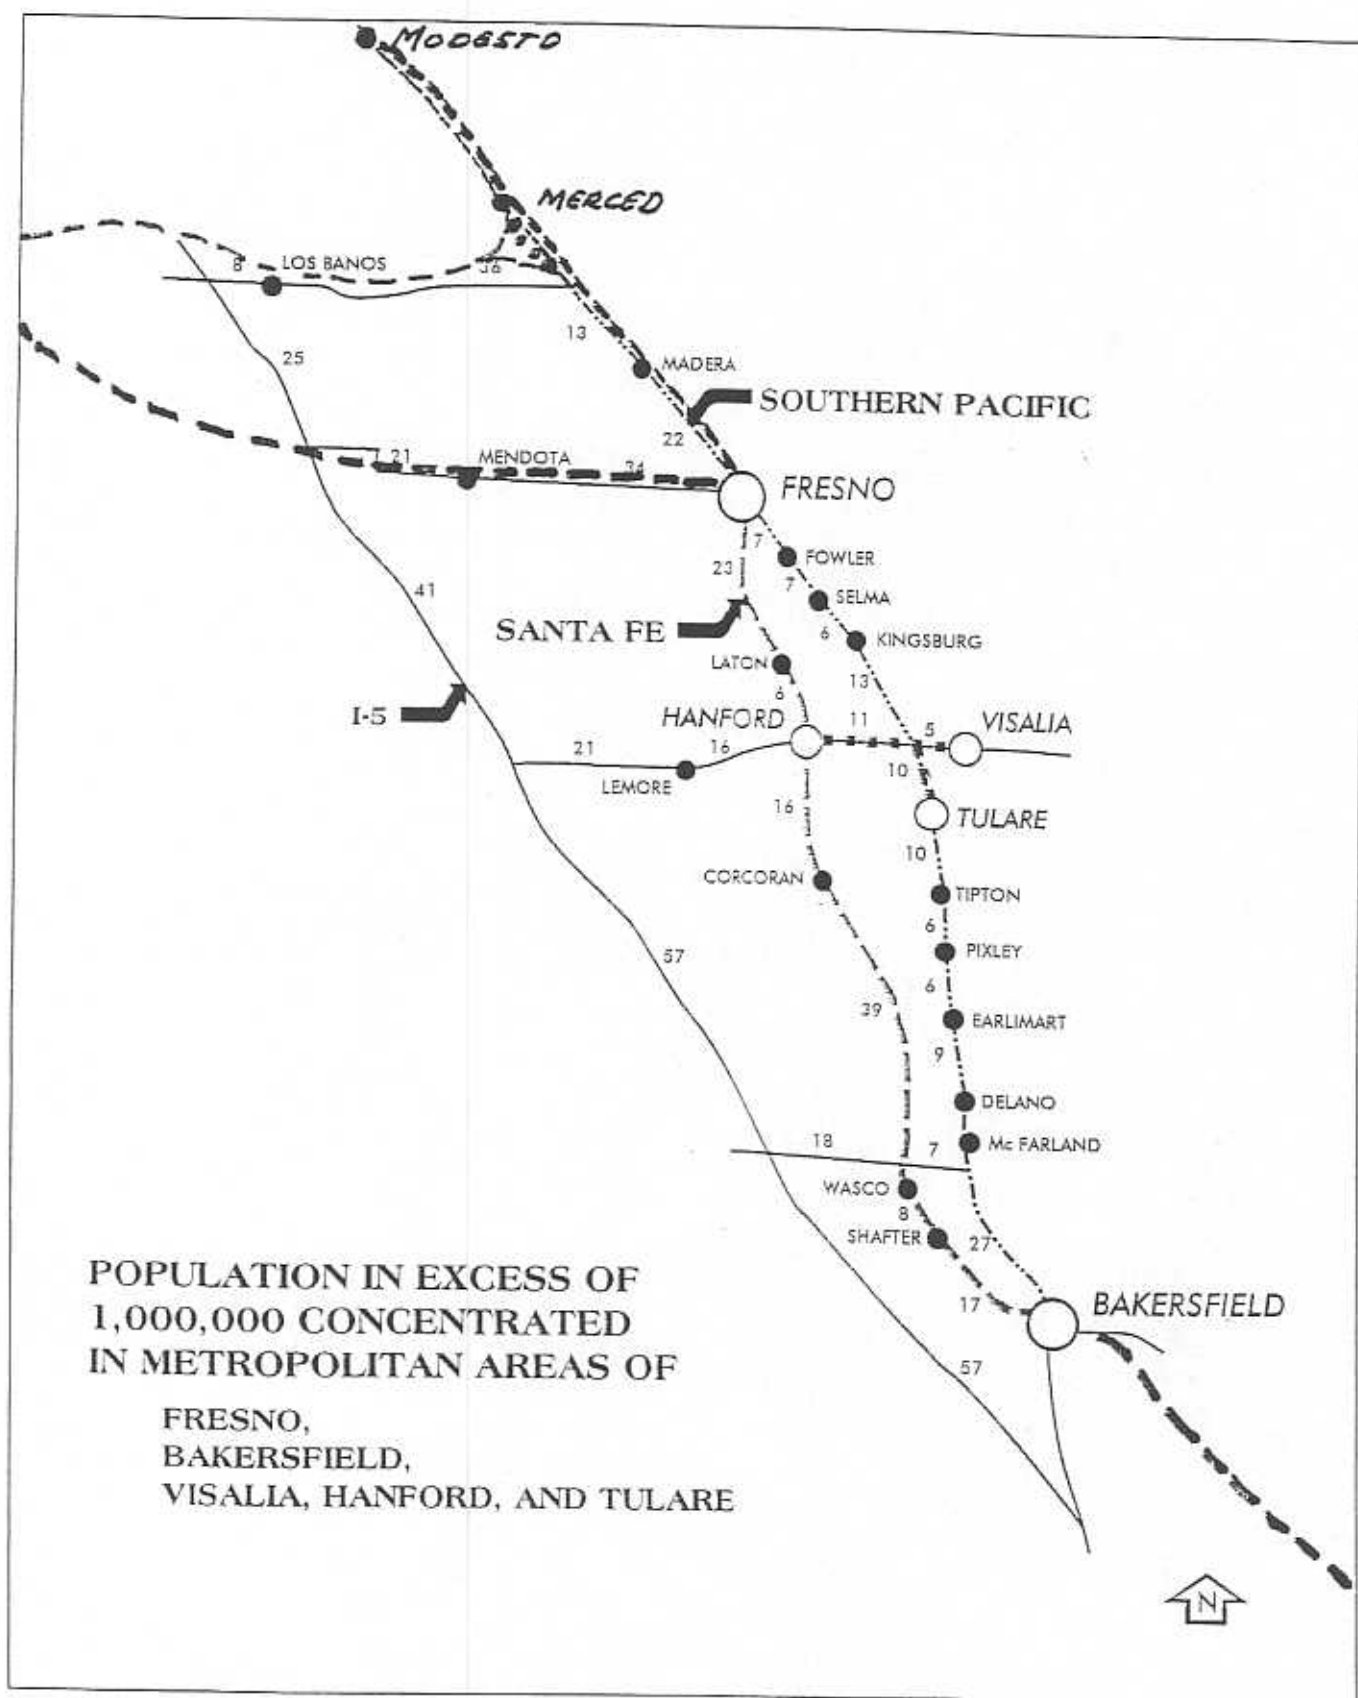 MODESTO
MERCED
8
LOS BANOS
36
13
25
MADERA
SOUTHERN PACIFIC
22
21
MENDOTA
34
FRESNO
7
FOWLER
23
7
SELMA
41
SANTA FE
6
KINGSBURG
LATON
6
13
I-5
HANFORD
11
5
VISALIA
21
16
10
LEMORE
16
TULARE
10
CORCORAN
TIPTON
6
57
PIXLEY
6
39
EARLIMART
9
DELANO
18
7
Mc FARLAND
WASCO
8
SHAFTER
27
17
BAKERSFIELD
57
POPULATION IN EXCESS OF
1,000,000 CONCENTRATED
IN METROPOLITAN AREAS OF
FRESNO,
BAKERSFIELD,
VISALIA, HANFORD, AND TULARE
N